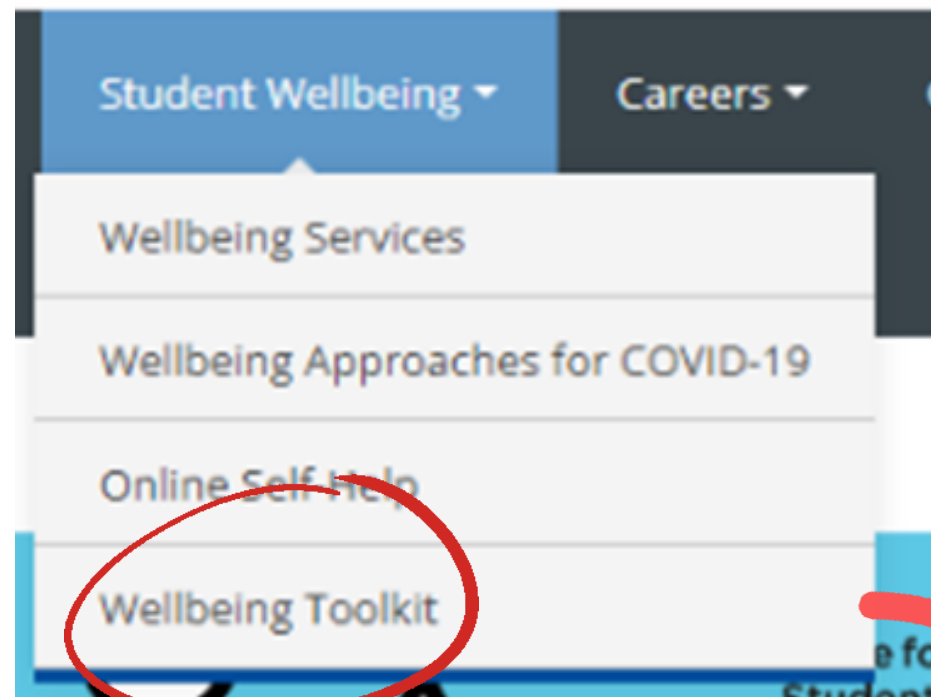 Student Wellbeing Careers
Wellbeing Services
Wellbeing Approaches for COVID-19
Online Self-Help
Wellbeing Toolkit